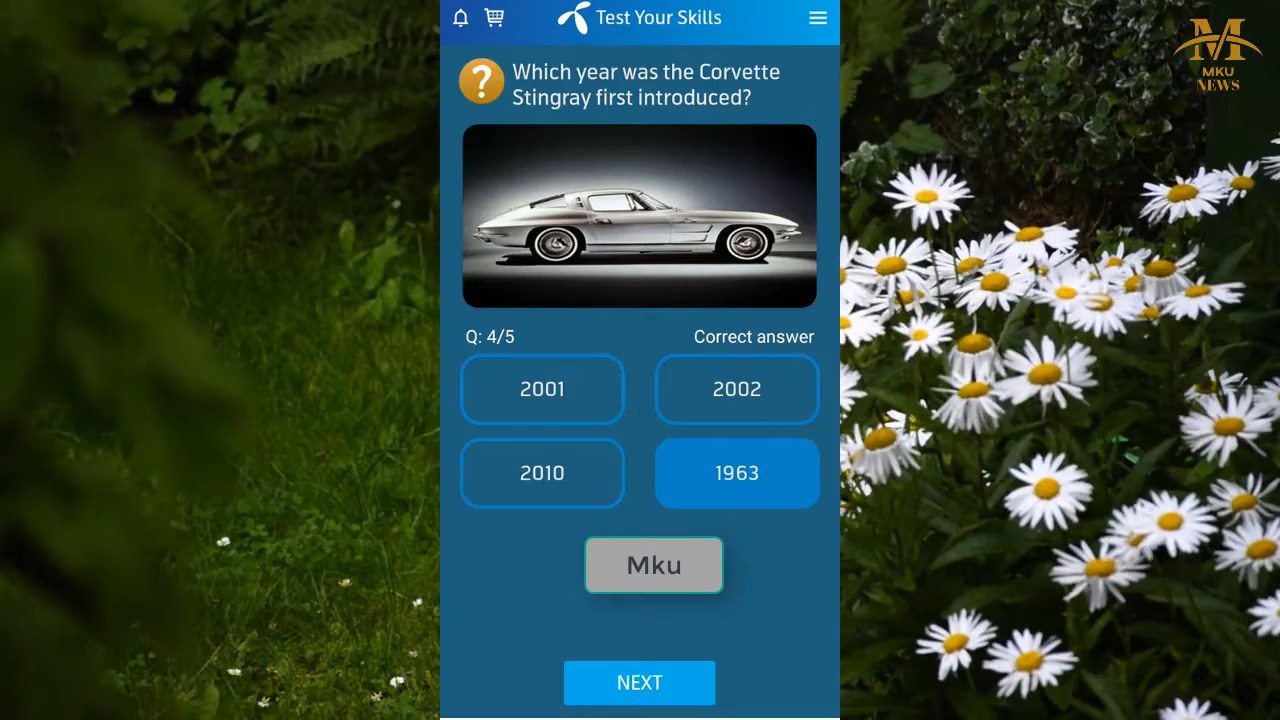 Test Your Skills
Which year was the Corvette
Stingray first introduced?
Q: 4/5
Correct answer
2001
2002
2010
1963
Mku
NEXT
M
MKU
NEWS